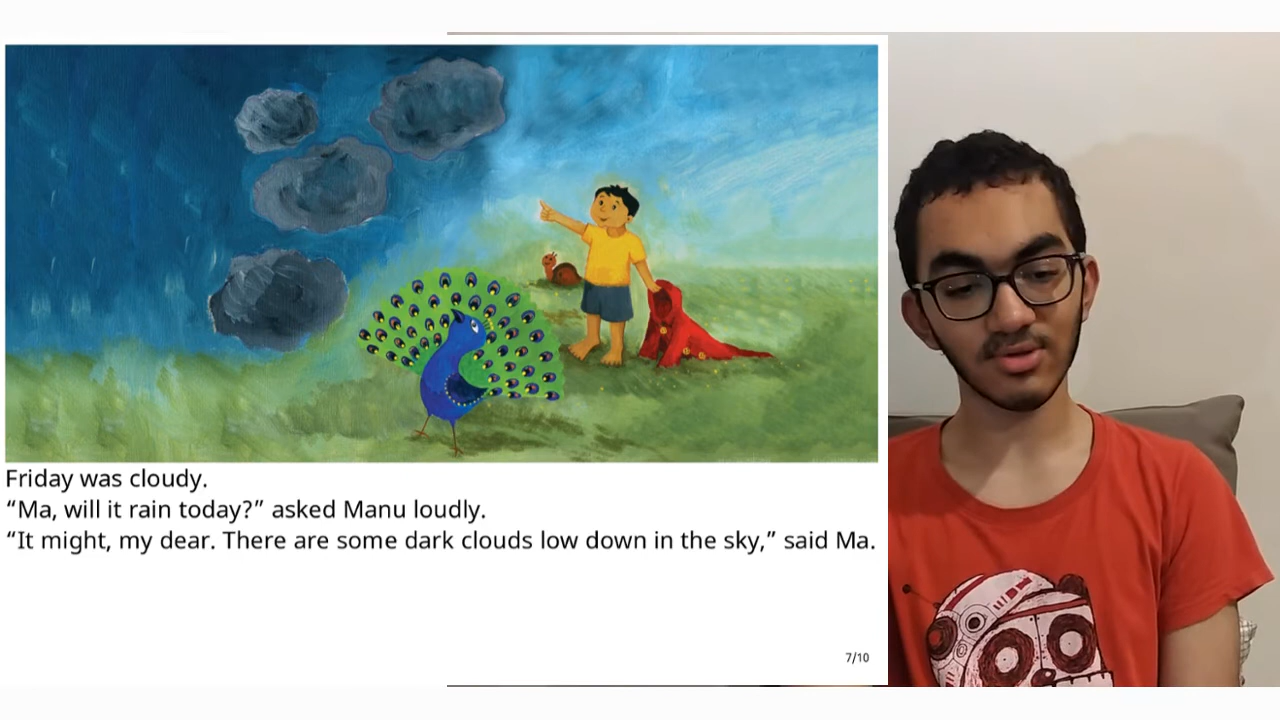 Friday was cloudy.
“Ma, will it rain today?” asked Manu loudly.
“It might, my dear. There are some dark clouds low down in the sky,” said Ma.
7/10